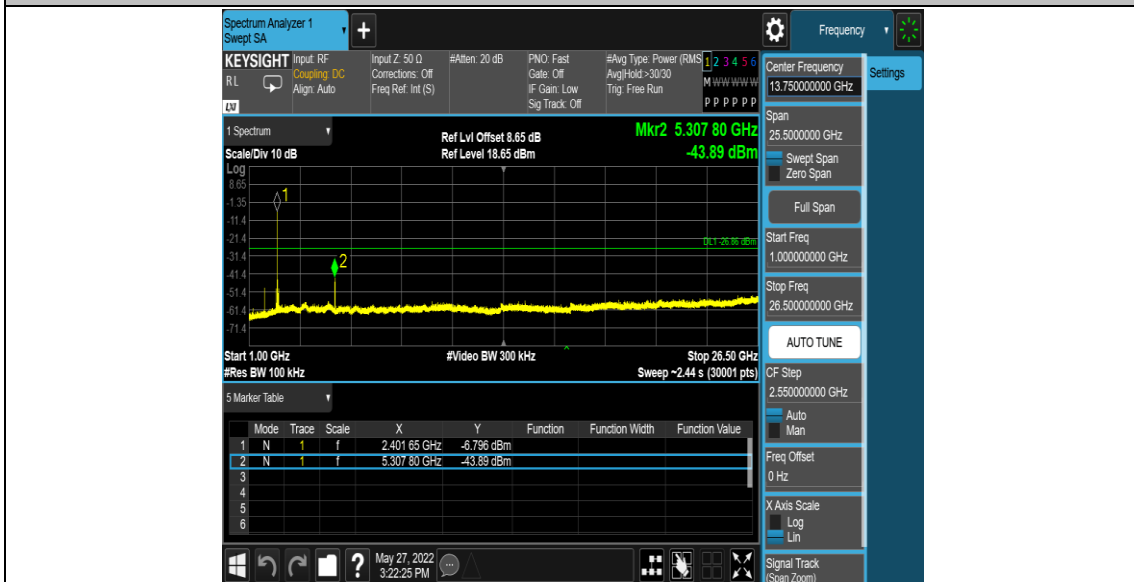 Spectrum Analyzer 1
Swept SA
+
Frequency
KEYSIGHT
RL
LXI
Input: RF
Coupling: DC
Align: Auto
Input Z: 50 Ω
Corrections: Off
Freq Ref: Int (S)
#Atten: 20 dB
PNO: Fast
Gate: Off
IF Gain: Low
Sig Track: Off
#Avg Type: Power (RMS
Avg|Hold:>30/30
Trig: Free Run
1 2 3 4 5 6
M W W W W W
P P P P P P
1 Spectrum
Scale/Div 10 dB
Ref Lvl Offset 8.65 dB
Ref Level 18.65 dBm
Mkr2 5.307 80 GHz
-43.89 dBm
Log
8.65
-1.35
-11.4
-21.4
-31.4
-41.4
-51.4
-61.4
-71.4
1
2
DL1 -26.86 dBm
Start 1.00 GHz
#Video BW 300 kHz
Stop 26.50 GHz
#Res BW 100 kHz
Sweep ~2.44 s (30001 pts)
5 Marker Table
Mode Trace Scale X Y Function Function Width Function Value
1 N 1 f 2.401 65 GHz -6.796 dBm
2 N 1 f 5.307 80 GHz -43.89 dBm
3
4
5
6
?
May 27, 2022
3:22:25 PM
Center Frequency
13.750000000 GHz
Settings
Span
25.5000000 GHz
Swept Span
Zero Span
Full Span
Start Freq
1.000000000 GHz
Stop Freq
26.500000000 GHz
AUTO TUNE
CF Step
2.550000000 GHz
Auto
Man
Freq Offset
0 Hz
X Axis Scale
Log
Lin
Signal Track
(Span Zoom)